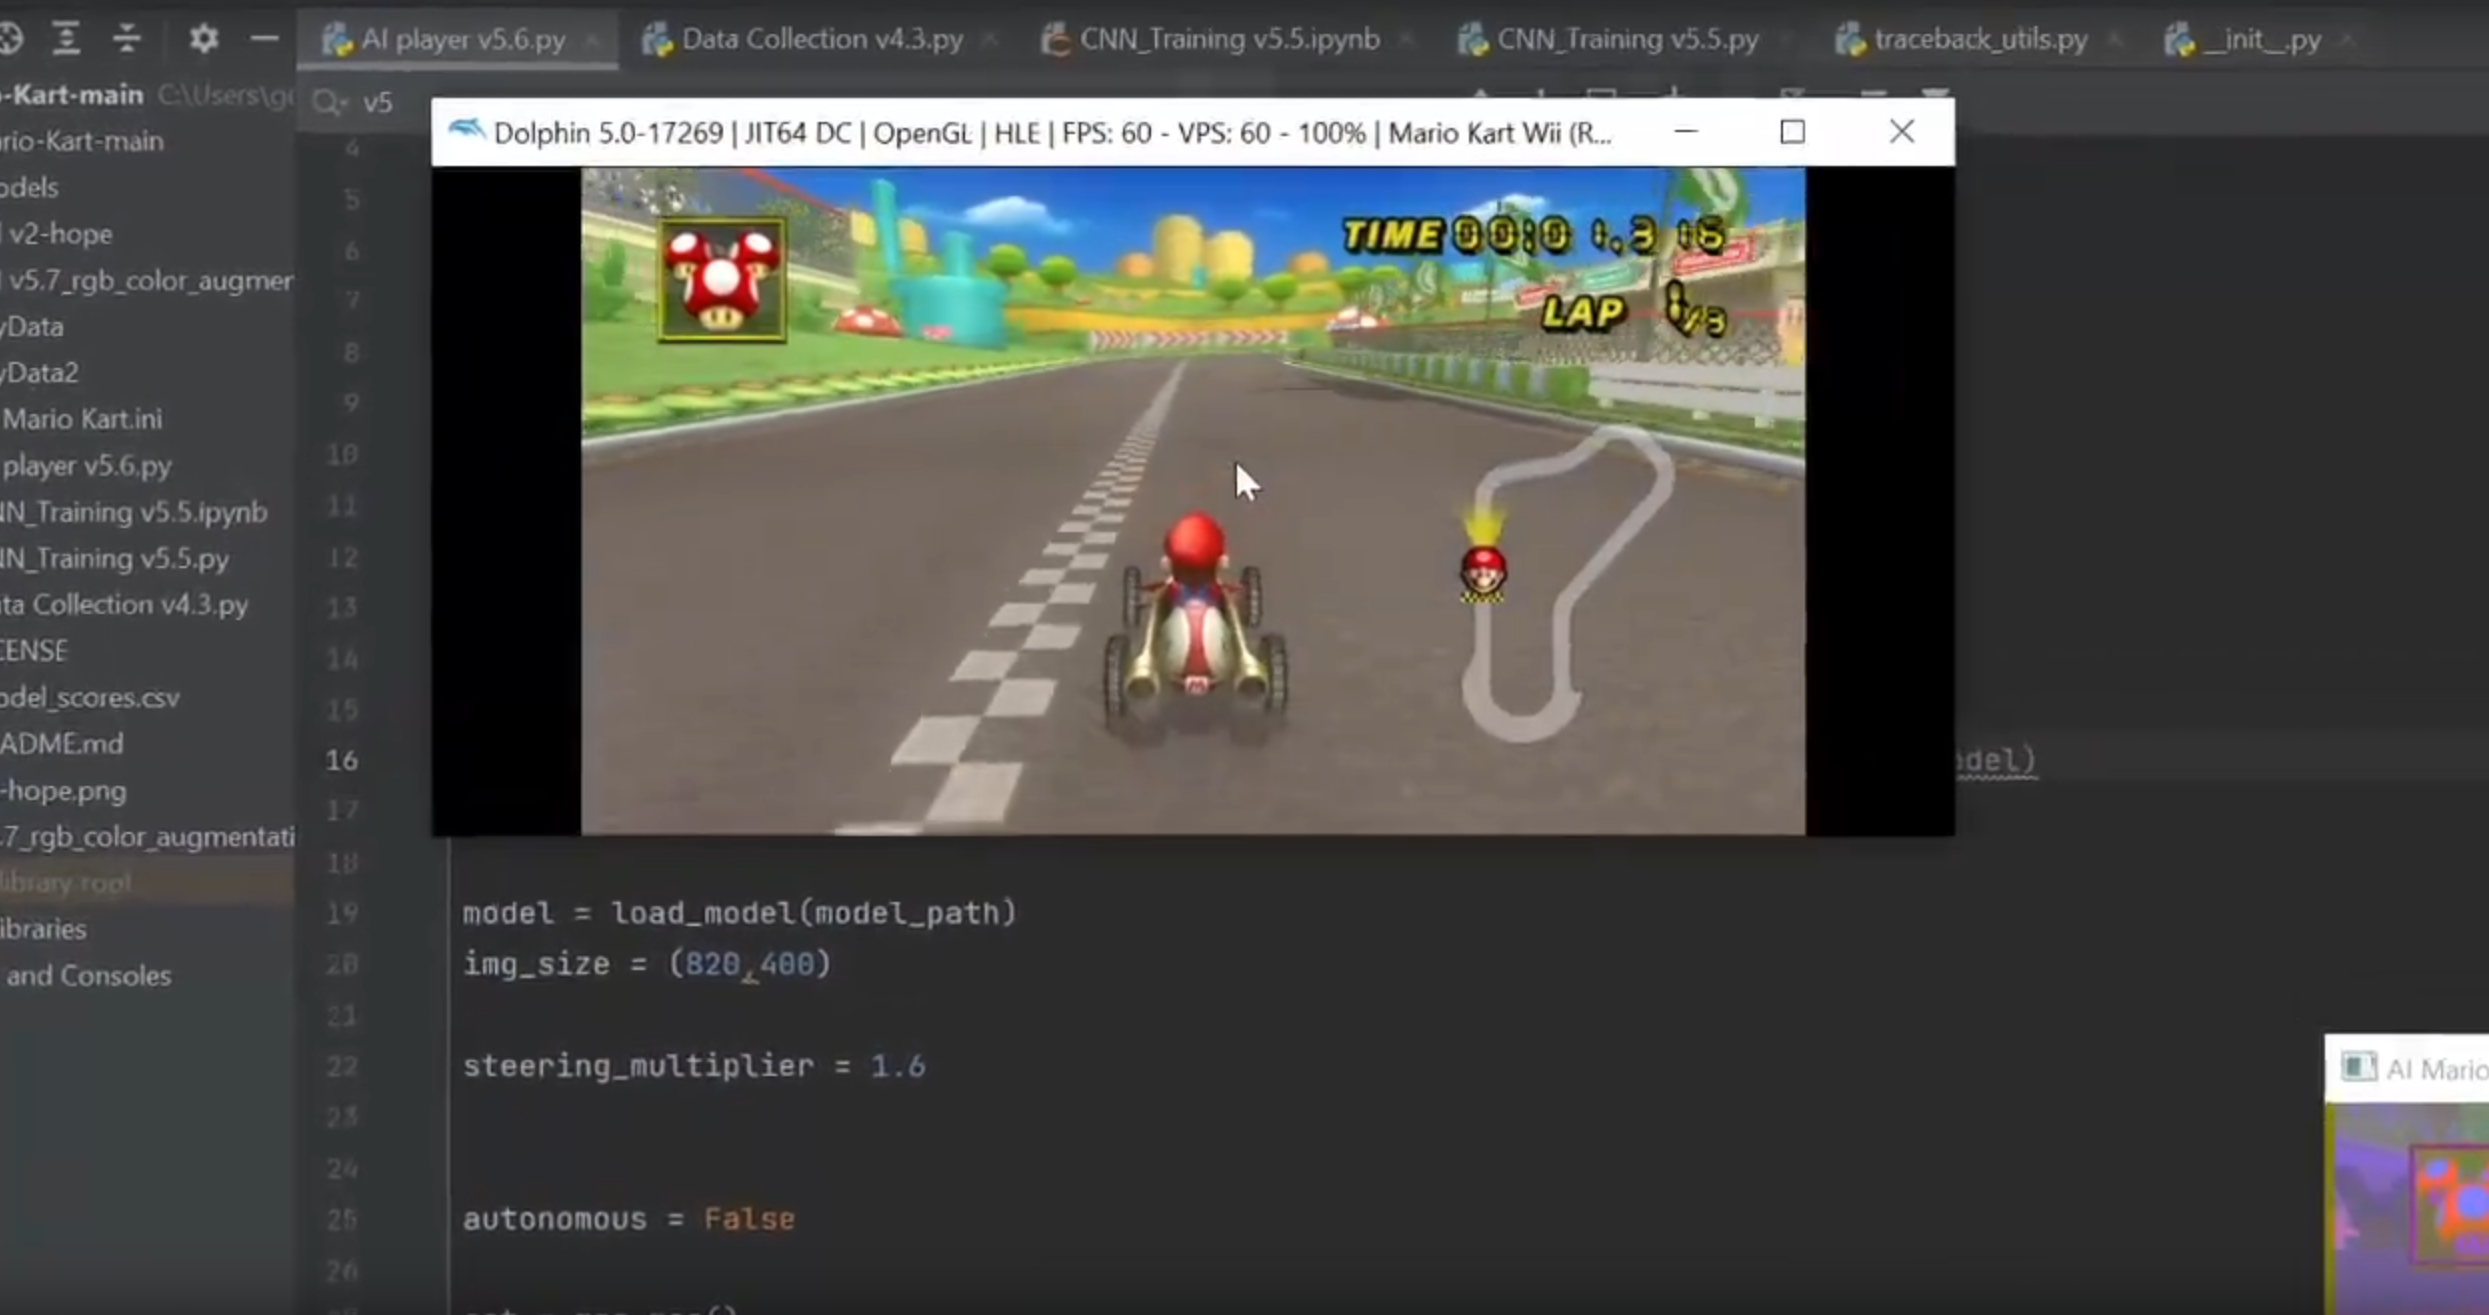 AI player v5.6.py
Data Collection v4.3.py
CNN_Training v5.5.ipynb
CNN_Training v5.5.py
traceback_utils.py
__init__.py
o-Kart-main C:\Users\g
v5
Dolphin 5.0-17269 | JIT64 DC | OpenGL | HLE | FPS: 60 - VPS: 60 - 100% | Mario Kart Wii (R...
TIME 00:01.316
LAP 1/3
rio-Kart-main
odels
v2-hope
v5.7_rgb_color_augmer
yData
yData2
Mario Kart.ini
player v5.6.py
NN_Training v5.5.ipynb
NN_Training v5.5.py
ta Collection v4.3.py
CENSE
odel_scores.csv
ADME.md
-hope.png
.7_rgb_color_augmentati
library root
ibraries
and Consoles
4
5
6
7
8
9
10
11
12
13
14
15
16 odel)
17
18
19 model = load_model(model_path)
20 img_size = (820,400)
21
22 steering_multiplier = 1.6
23
24
25 autonomous = False
26
AI Mario